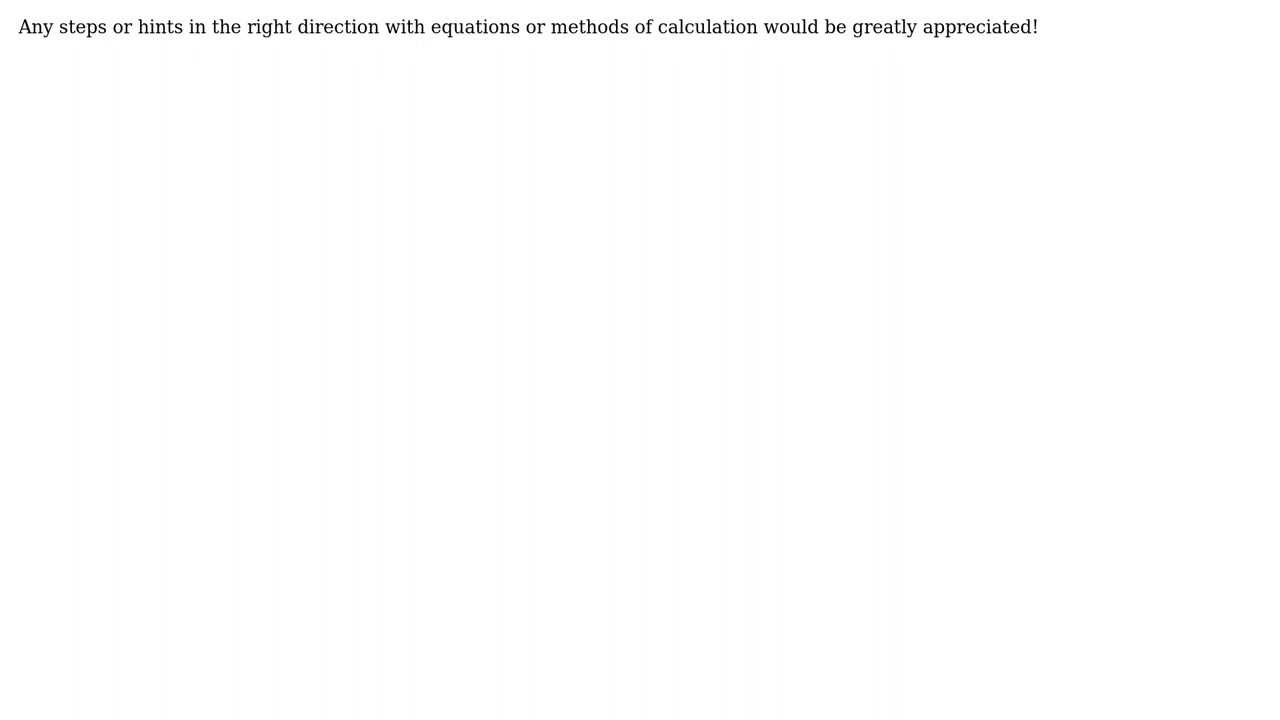 Any steps or hints in the right direction with equations or methods of calculation would be greatly appreciated!